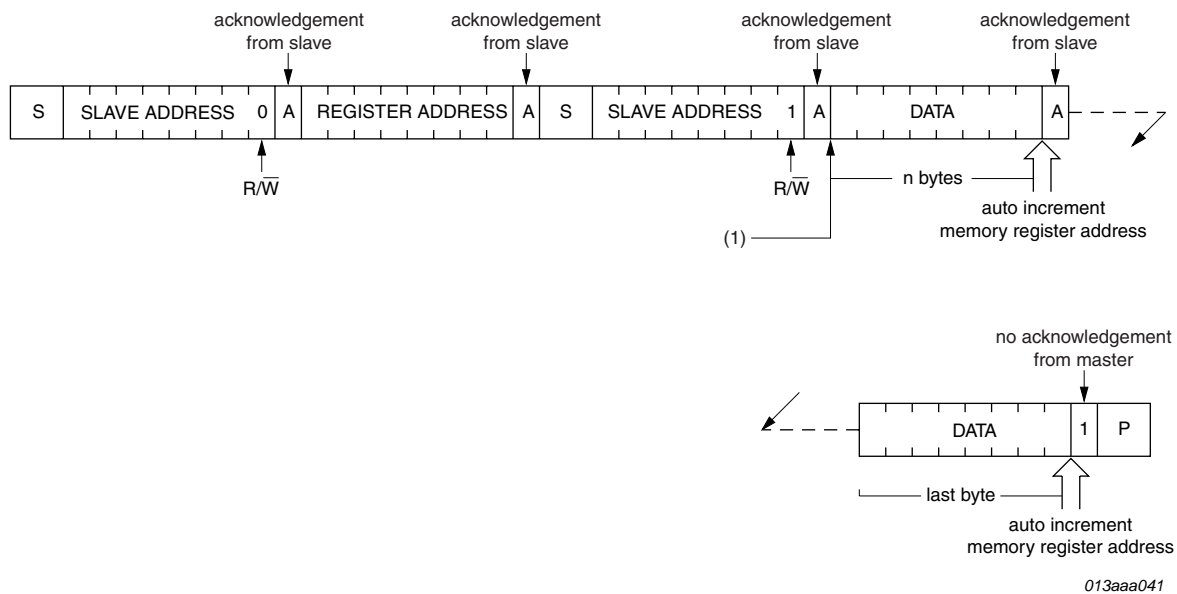 acknowledgement from slave
acknowledgement from slave
acknowledgement from slave
acknowledgement from slave
S SLAVE ADDRESS 0 A REGISTER ADDRESS A S SLAVE ADDRESS 1 A DATA A
R/W̅
R/W̅
n bytes
auto increment
memory register address
(1)
no acknowledgement
from master
DATA 1 P
last byte
auto increment
memory register address
013aaa041